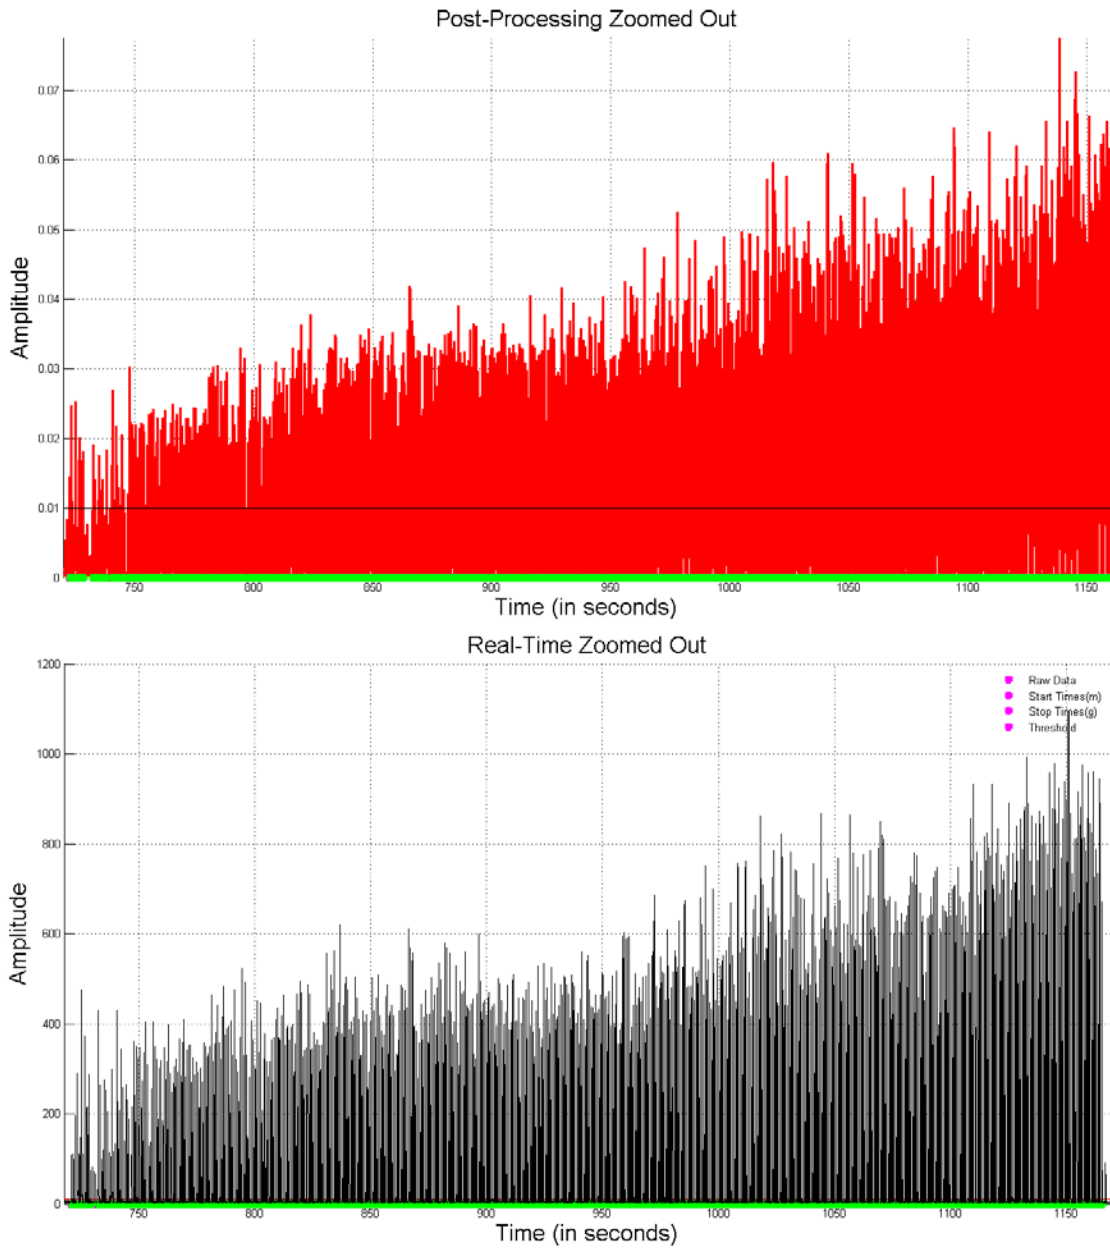 Post-Processing Zoomed Out
0.07
0.06
0.05
0.04
0.03
0.02
0.01
0
Amplitude
750 800 850 900 950 1000 1050 1100 1150
Time (in seconds)
Real-Time Zoomed Out
1200
1000
800
600
400
200
0
Amplitude
Raw Data
Start Times(m)
Stop Times(g)
Threshold
750 800 850 900 950 1000 1050 1100 1150
Time (in seconds)